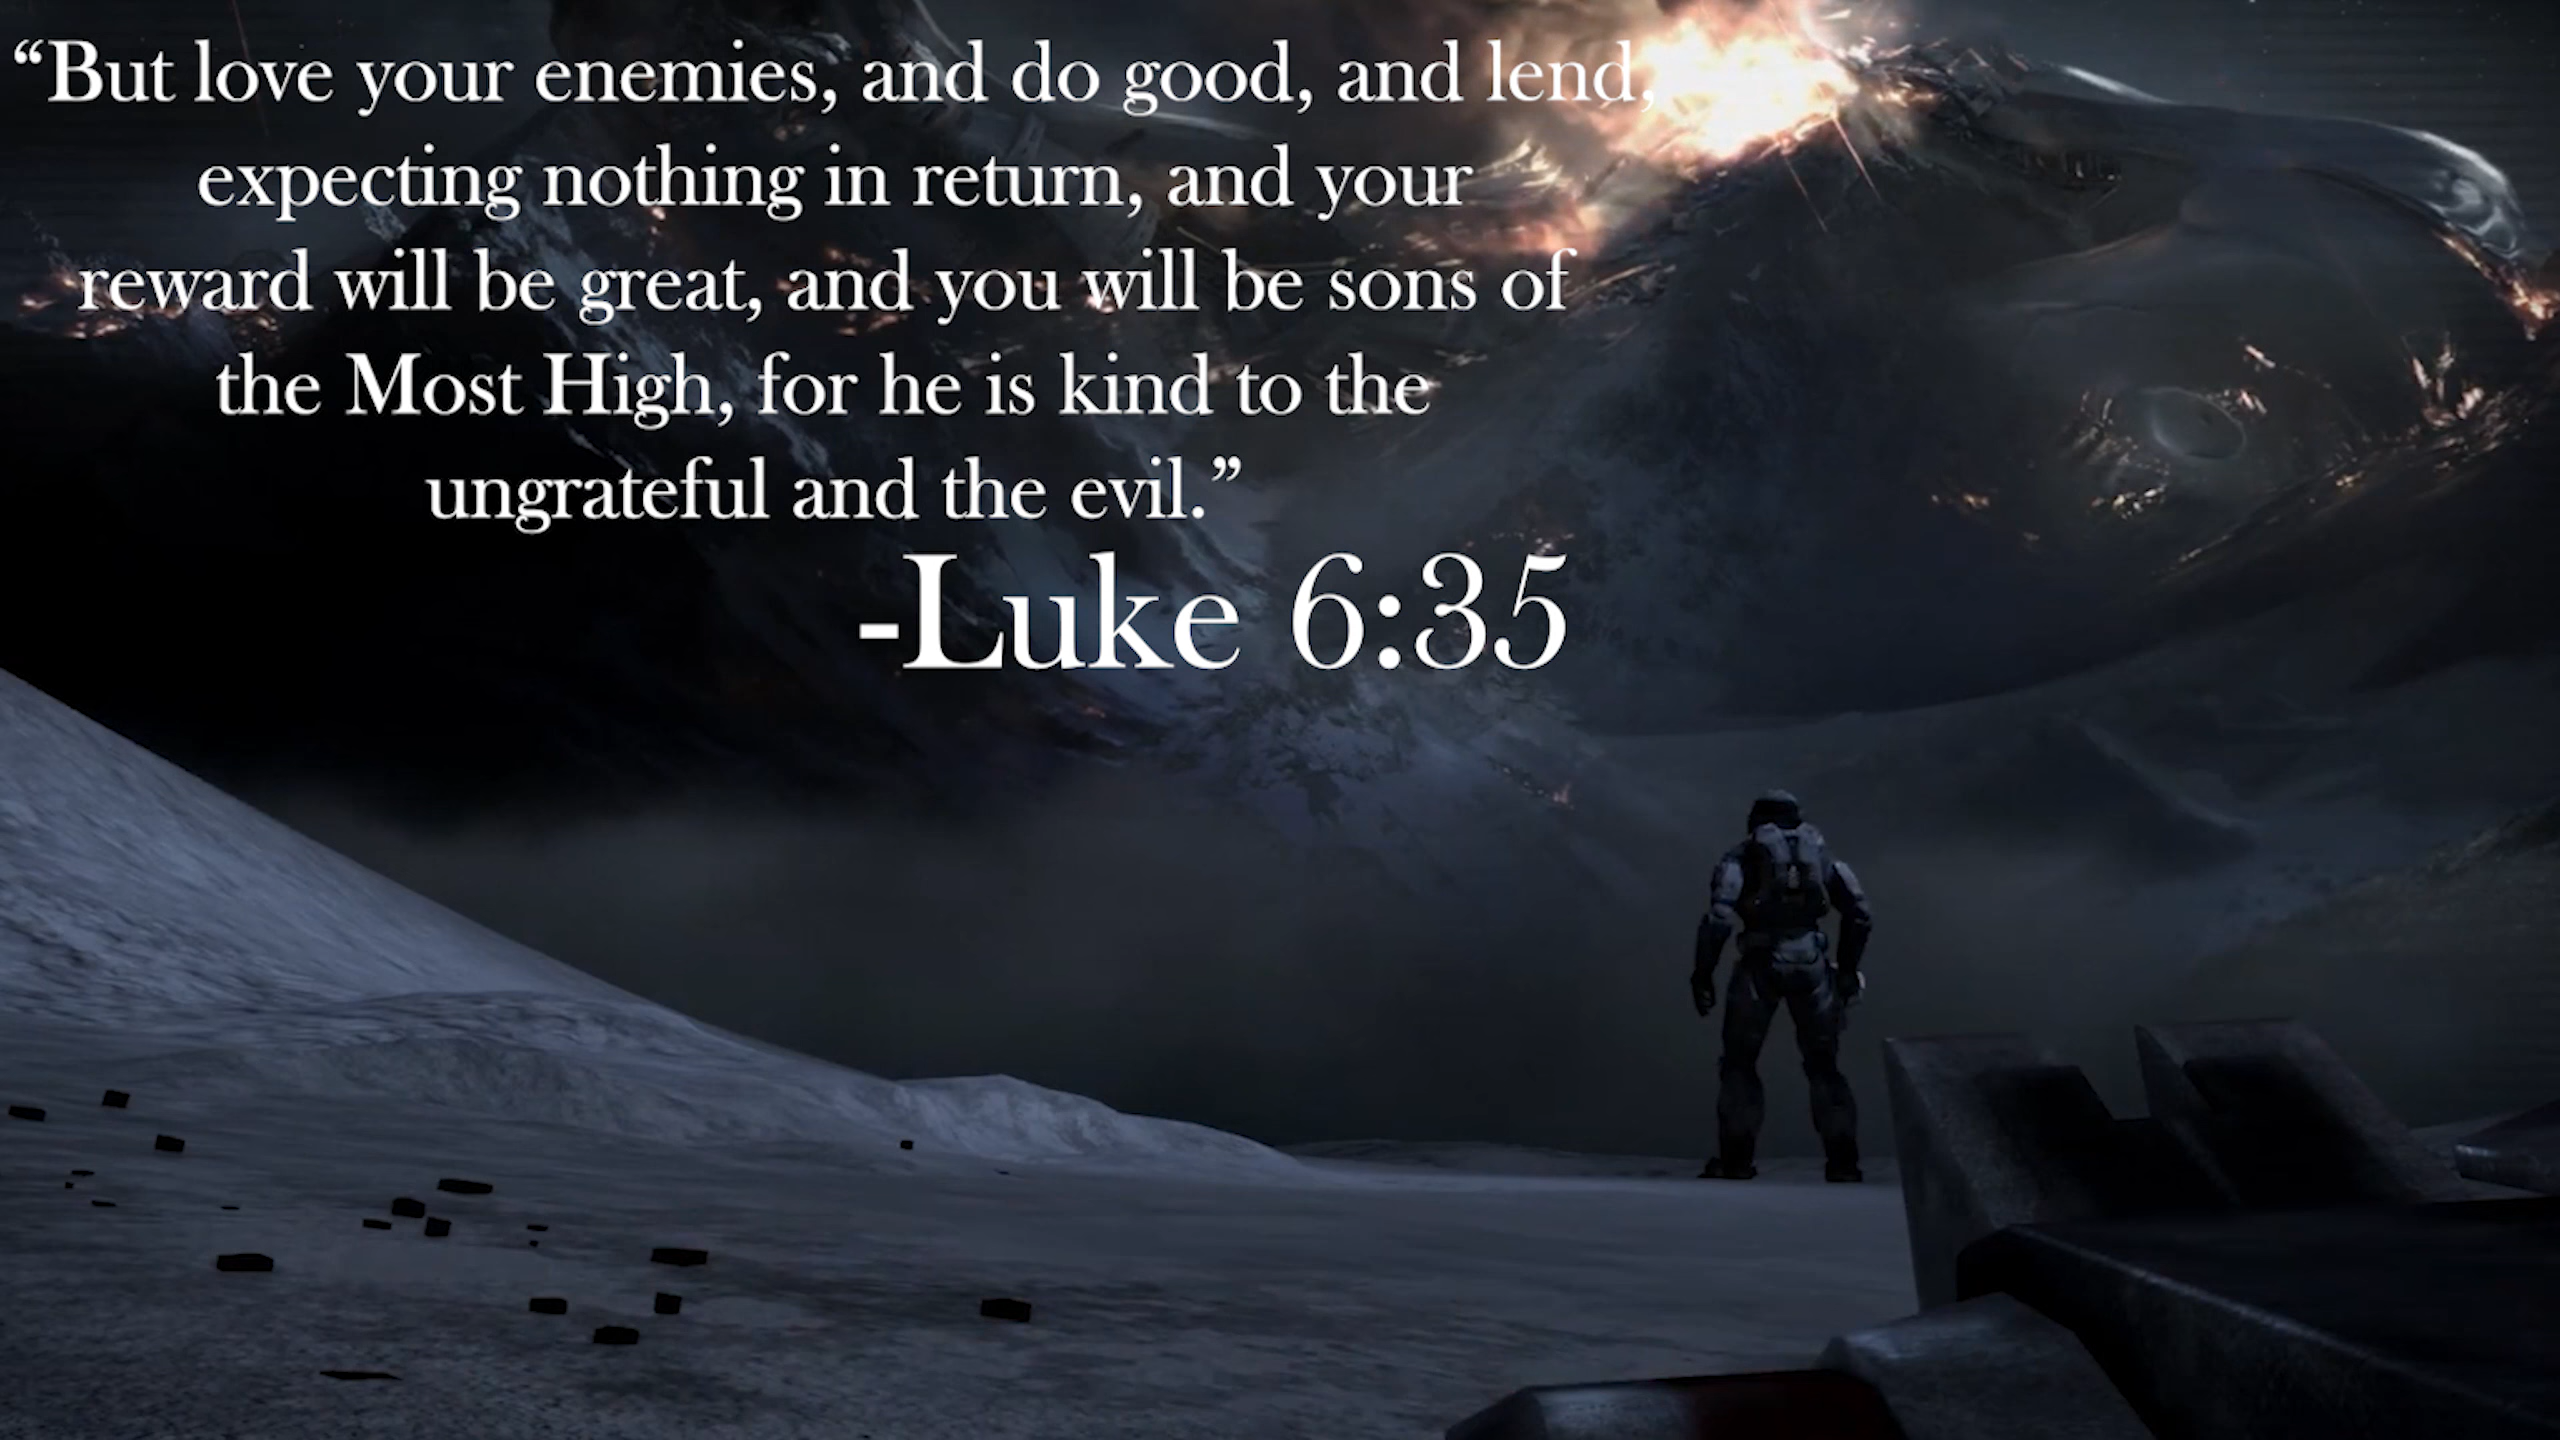 “But love your enemies, and do good, and lend,
expecting nothing in return, and your
reward will be great, and you will be sons of
the Most High, for he is kind to the
ungrateful and the evil.”
-Luke 6:35